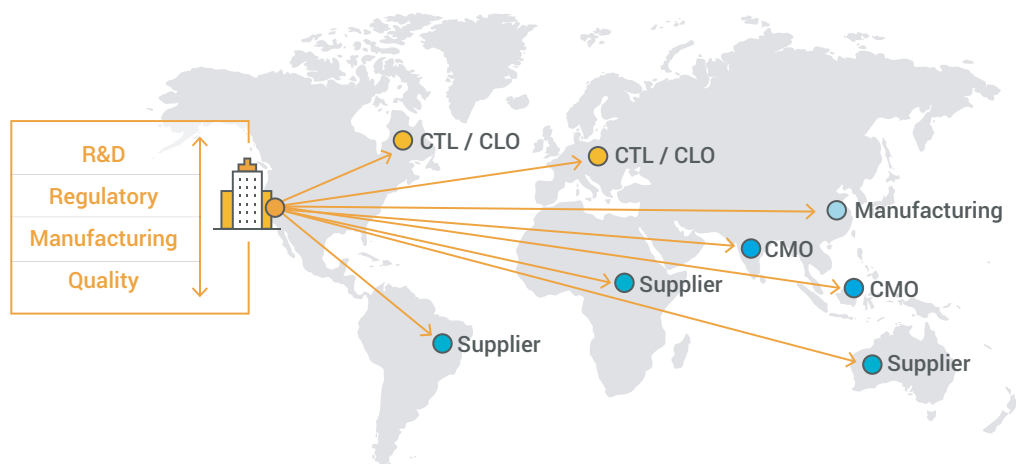 R&D
Regulatory
Manufacturing
Quality
CTL / CLO
CTL / CLO
Manufacturing
CMO
Supplier
CMO
Supplier
Supplier